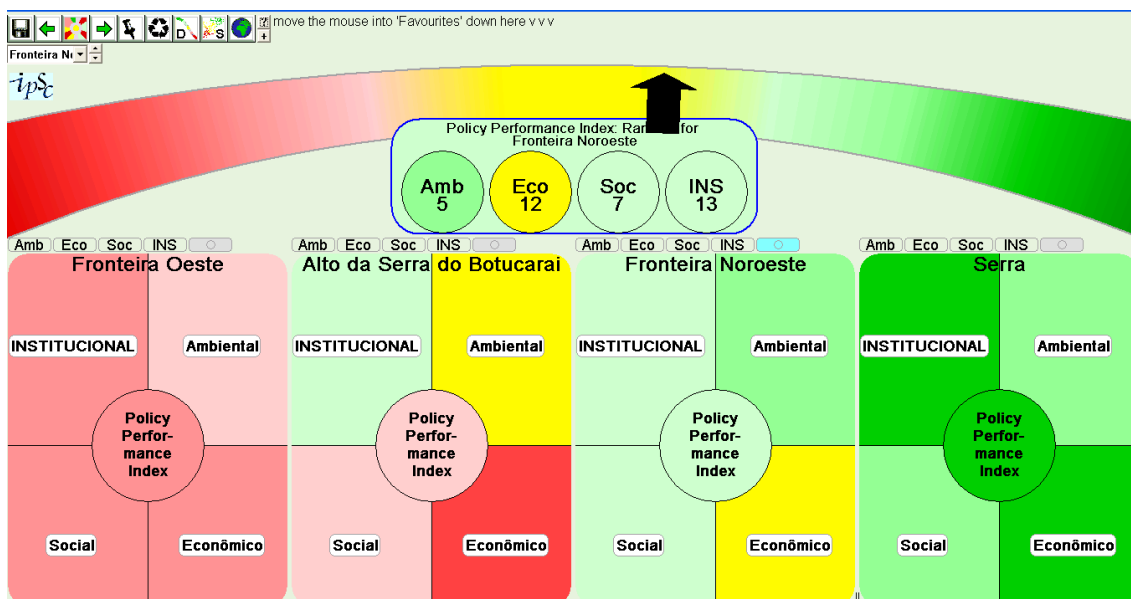 move the mouse into 'Favourites' down here v v v
D
S
?
+
Fronteira No
ipsc
Policy Performance Index: Ran for
Fronteira Noroeste
Amb Eco Soc INS
5 12 7 13
Amb Eco Soc INS Amb Eco Soc INS Amb Eco Soc INS Amb Eco Soc INS
Fronteira Oeste Alto da Serra do Botucarai Fronteira Noroeste Serra
INSTITUCIONAL Ambiental INSTITUCIONAL Ambiental INSTITUCIONAL Ambiental INSTITUCIONAL Ambiental
Policy Policy Policy Policy
Perfor- Perfor- Perfor- Perfor-
mance mance mance mance
Index Index Index Index
Social Econômico Social Econômico Social Econômico Social Econômico